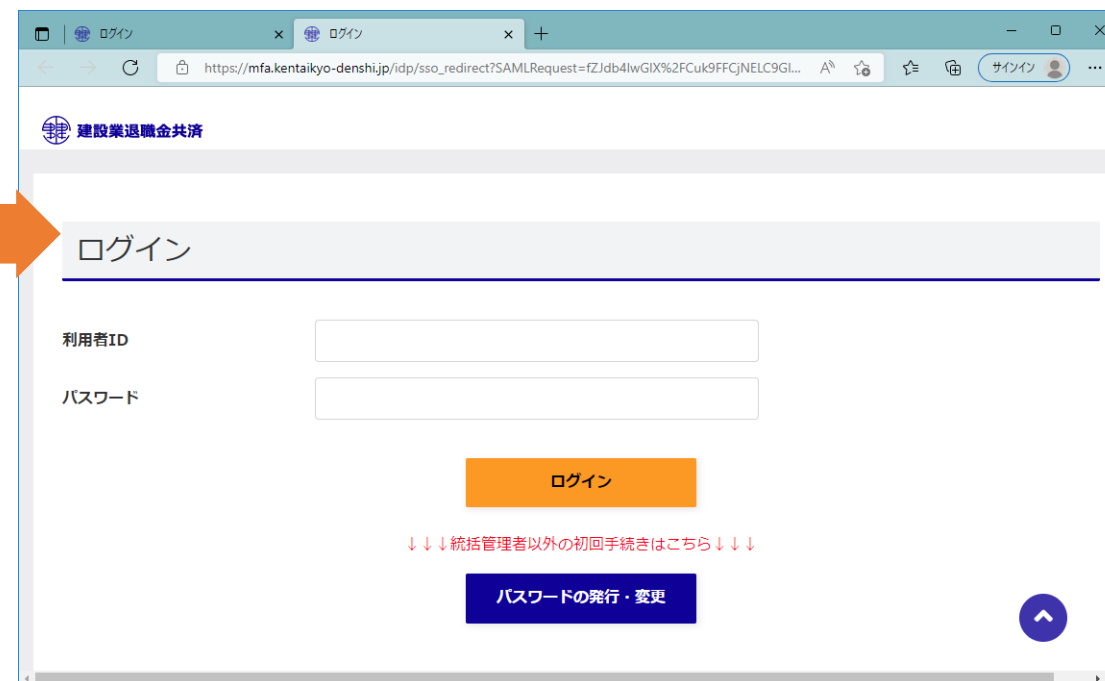 ログイン
ログイン
https://mfa.kentaikyo-denshi.jp/idp/sso_redirect?SAMLRequest=fZJdb4IwGIX%2FCuk9FFCjNELC9GI...
サインイン
建設業退職金共済
ログイン
利用者ID
パスワード
ログイン
↓↓↓統括管理者以外の初回手続きはこちら↓↓↓
パスワードの発行・変更